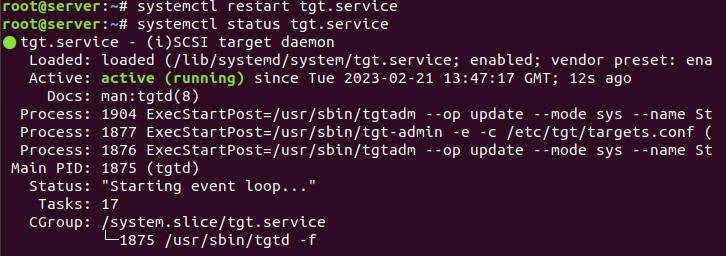 root@server:~# systemctl restart tgt.service
root@server:~# systemctl status tgt.service
● tgt.service - (i)SCSI target daemon
Loaded: loaded (/lib/systemd/system/tgt.service; enabled; vendor preset: ena
Active: active (running) since Tue 2023-02-21 13:47:17 GMT; 12s ago
Docs: man:tgtd(8)
Process: 1904 ExecStartPost=/usr/sbin/tgtadm --op update --mode sys --name St
Process: 1877 ExecStartPost=/usr/sbin/tgt-admin -e -c /etc/tgt/targets.conf (
Process: 1876 ExecStartPost=/usr/sbin/tgtadm --op update --mode sys --name St
Main PID: 1875 (tgtd)
Status: "Starting event loop..."
Tasks: 17
CGroup: /system.slice/tgt.service
└─1875 /usr/sbin/tgtd -f